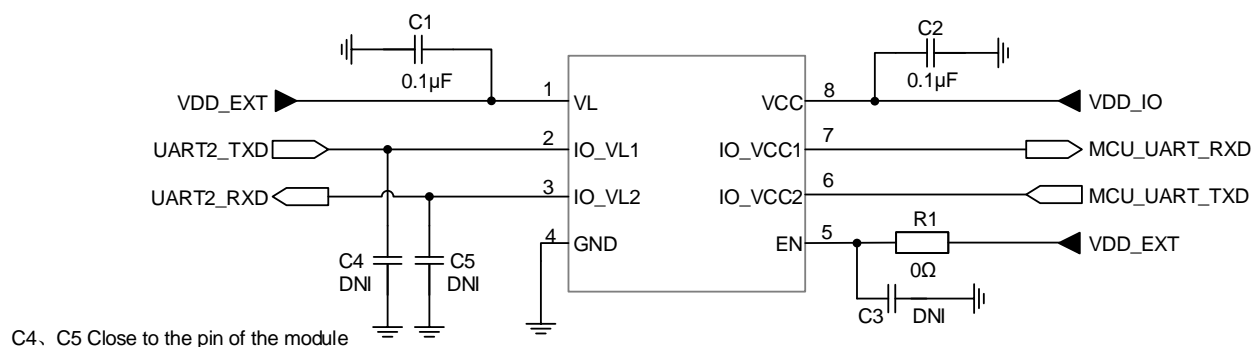 C1
C2
0.1µF
0.1µF
VDD_EXT
1
VL
VCC
8
VDD_IO
UART2_TXD
2
IO_VL1
IO_VCC1
7
MCU_UART_RXD
UART2_RXD
3
IO_VL2
IO_VCC2
6
MCU_UART_TXD
4
GND
EN
5
R1
VDD_EXT
0Ω
C4
DNI
C5
DNI
C3
DNI
C4、C5 Close to the pin of the module